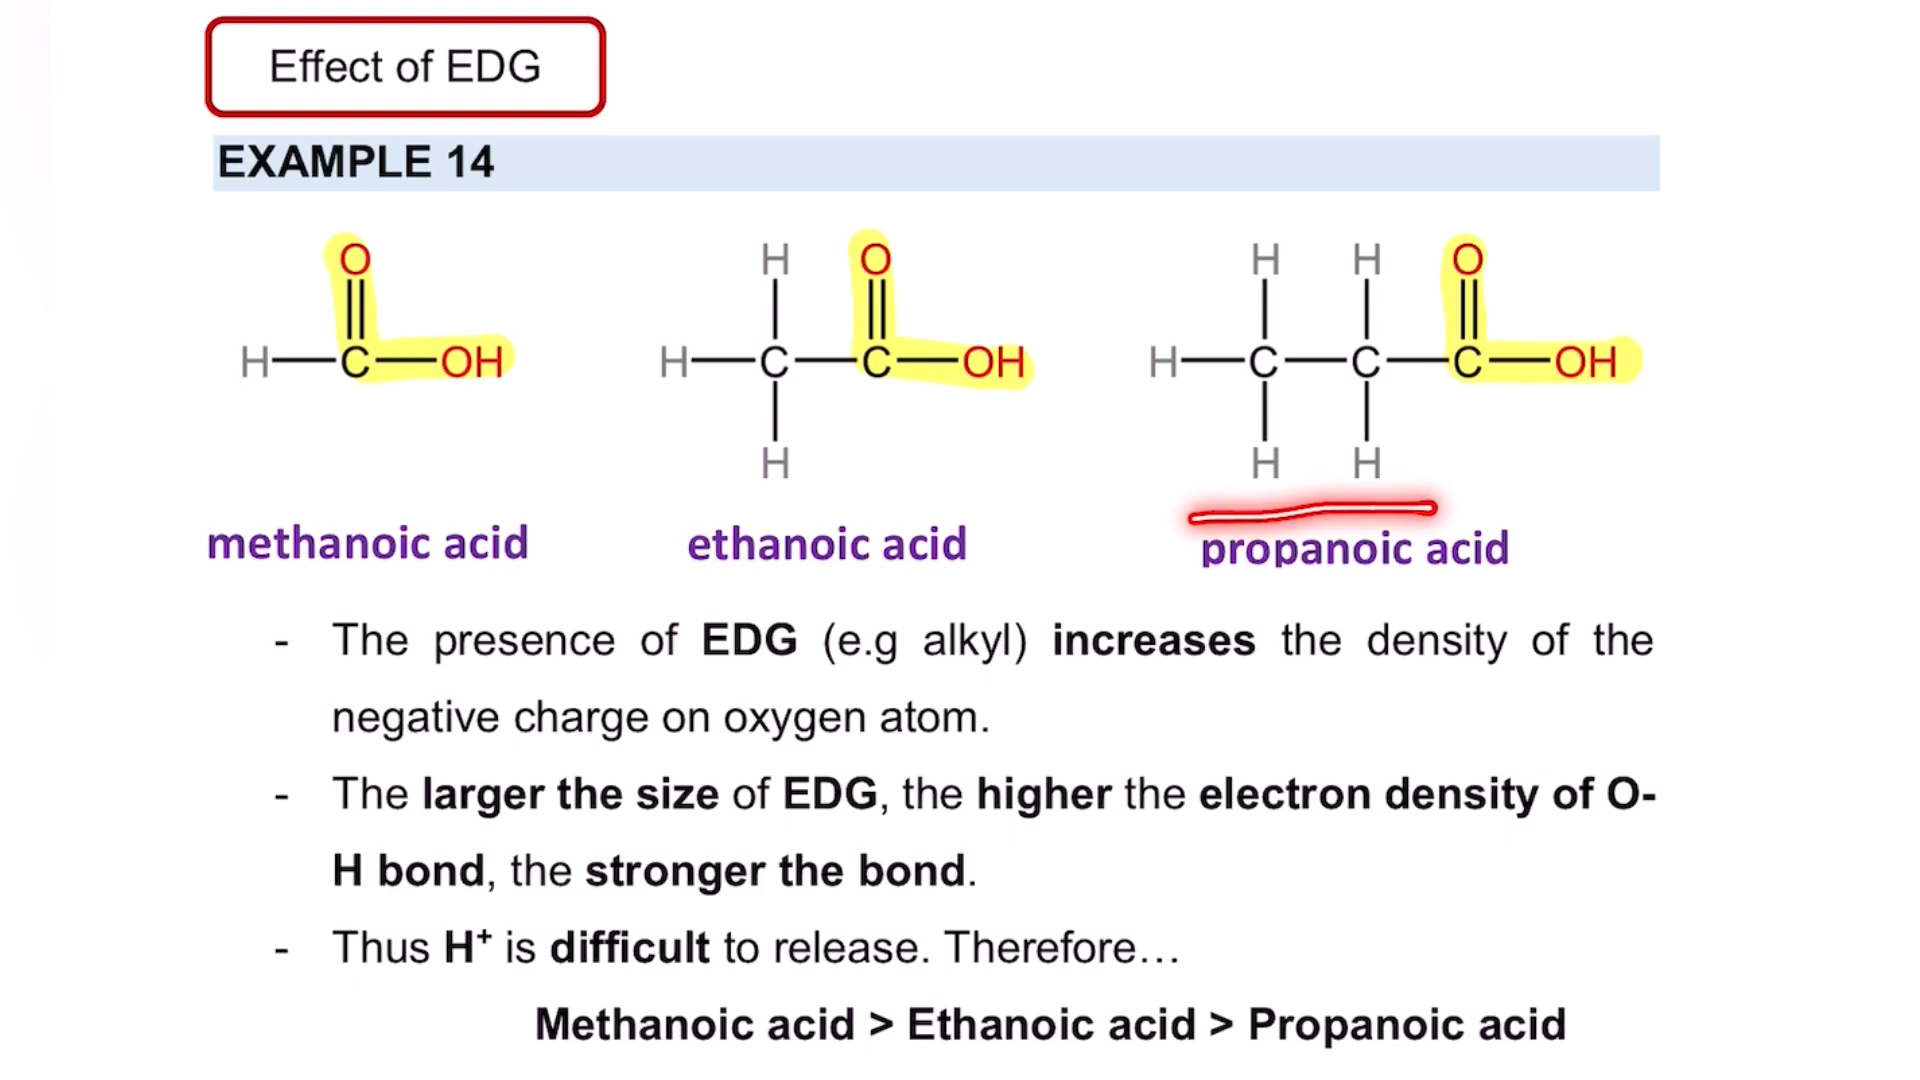 Effect of EDG
EXAMPLE 14
H O H H O
O
H C OH H C C OH H C C C OH
H H H
methanoic acid ethanoic acid propanoic acid
- The presence of EDG (e.g alkyl) increases the density of the
negative charge on oxygen atom.
- The larger the size of EDG, the higher the electron density of O-
H bond, the stronger the bond.
- Thus H⁺ is difficult to release. Therefore…
Methanoic acid > Ethanoic acid > Propanoic acid